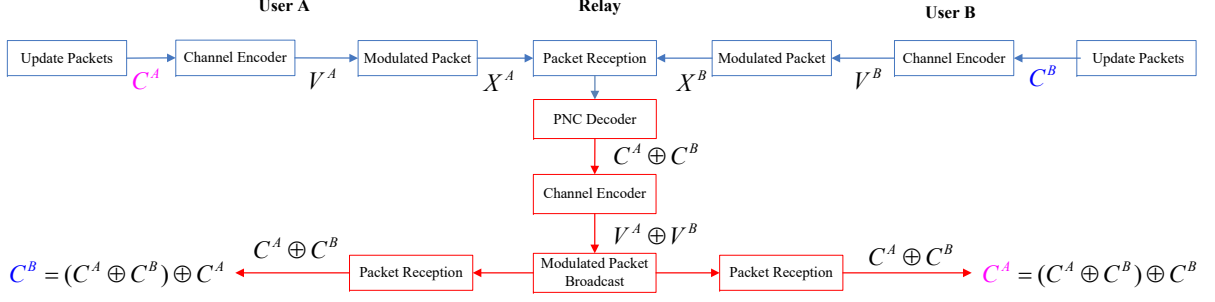 User A
Relay
User B
Update Packets
C^A
Channel Encoder
V^A
Modulated Packet
X^A
Packet Reception
X^B
Modulated Packet
V^B
Channel Encoder
C^B
Update Packets
PNC Decoder
C^A ⊕ C^B
Channel Encoder
V^A ⊕ V^B
C^B = (C^A ⊕ C^B) ⊕ C^A
C^A ⊕ C^B
Packet Reception
Modulated Packet
Broadcast
Packet Reception
C^A ⊕ C^B
C^A = (C^A ⊕ C^B) ⊕ C^B